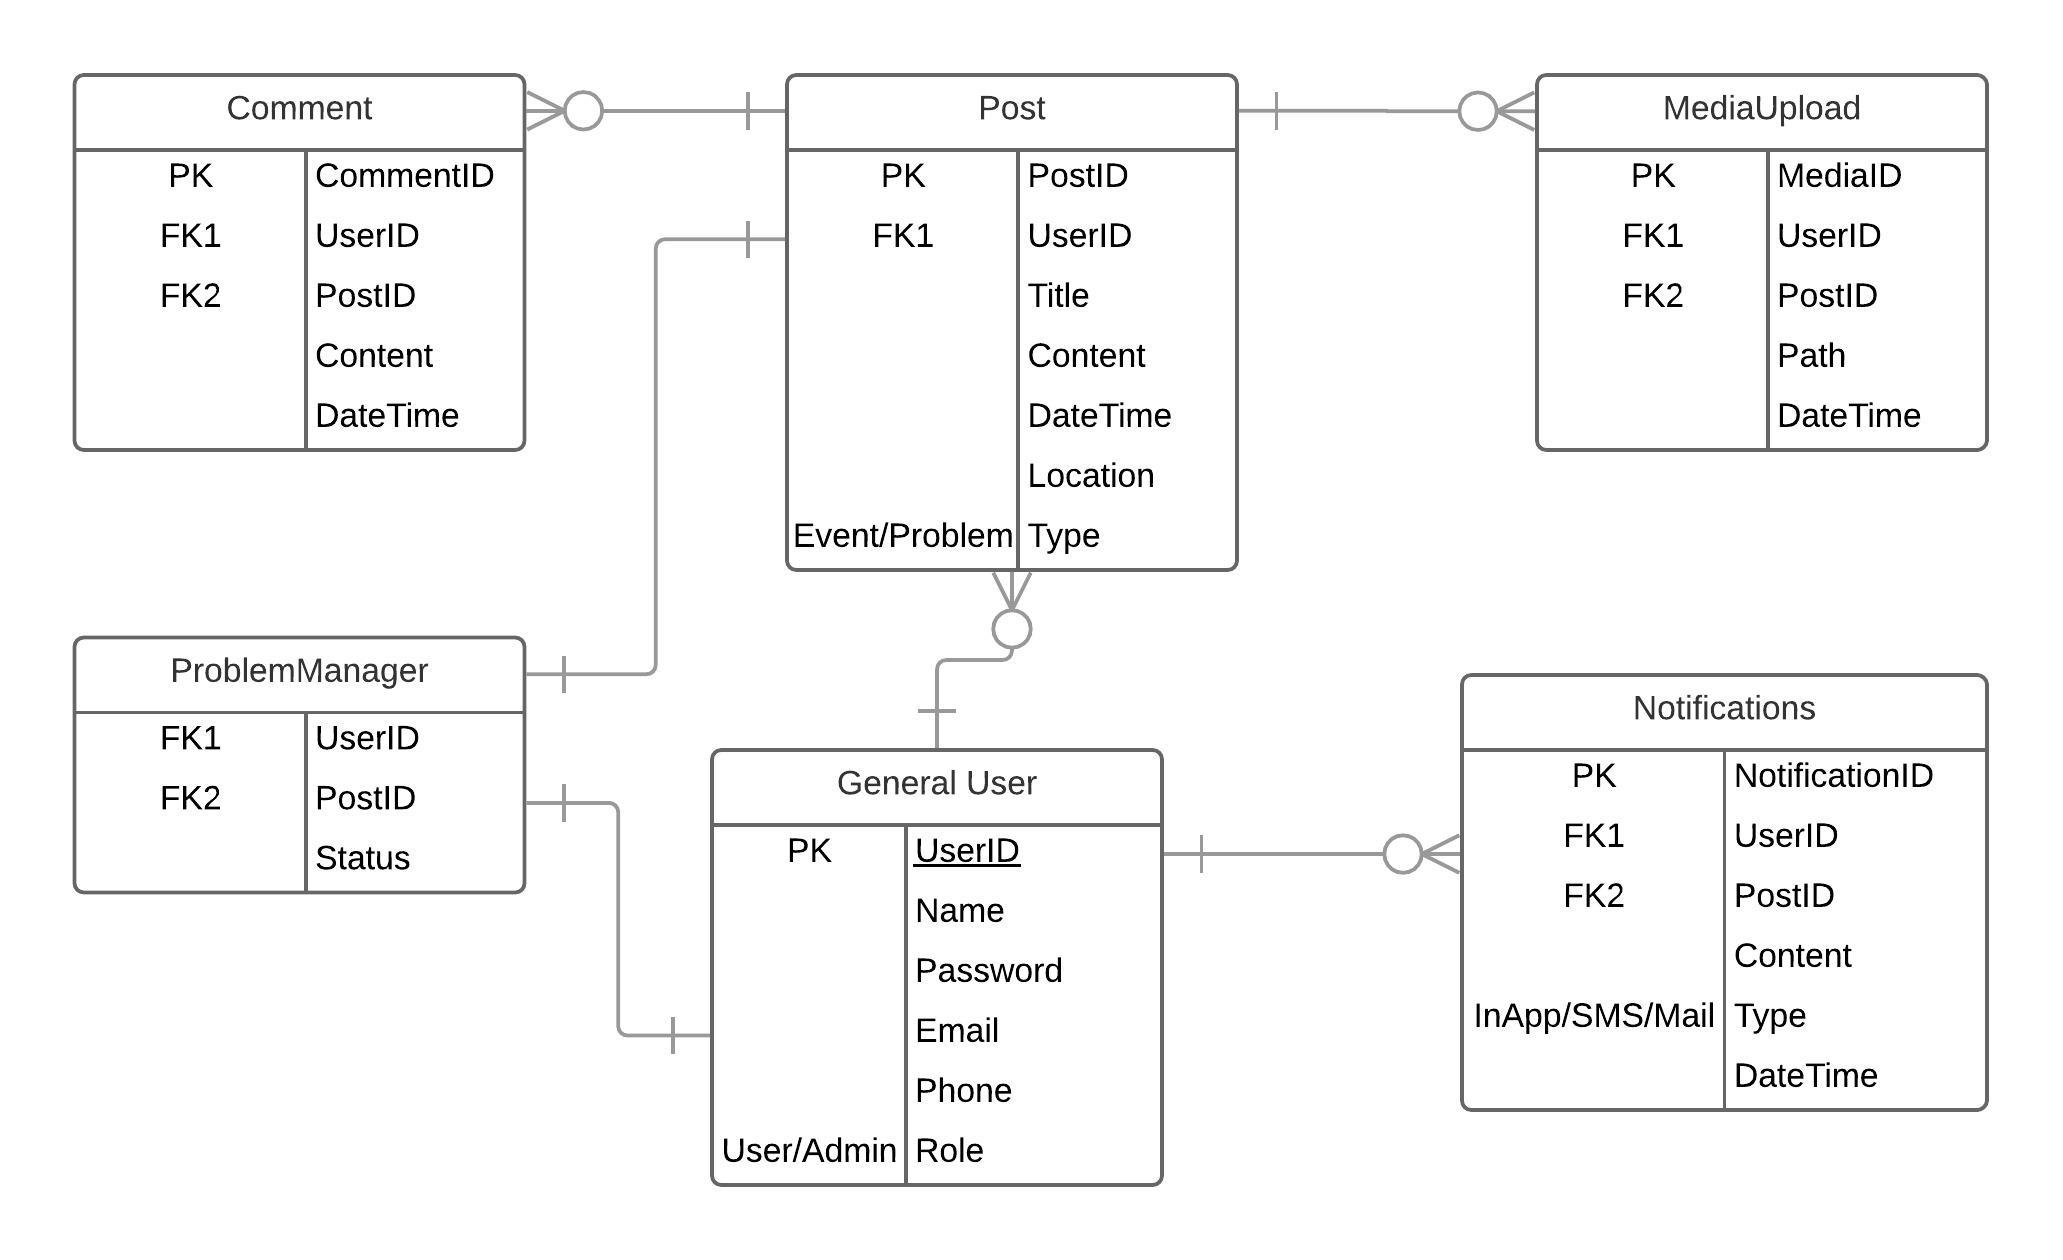 Comment
PK CommentID
FK1 UserID
FK2 PostID
Content
DateTime
Post
PK PostID
FK1 UserID
Title
Content
DateTime
Location
Event/Problem Type
MediaUpload
PK MediaID
FK1 UserID
FK2 PostID
Path
DateTime
ProblemManager
FK1 UserID
FK2 PostID
Status
General User
PK UserID
Name
Password
Email
Phone
User/Admin Role
Notifications
PK NotificationID
FK1 UserID
FK2 PostID
Content
InApp/SMS/Mail Type
DateTime